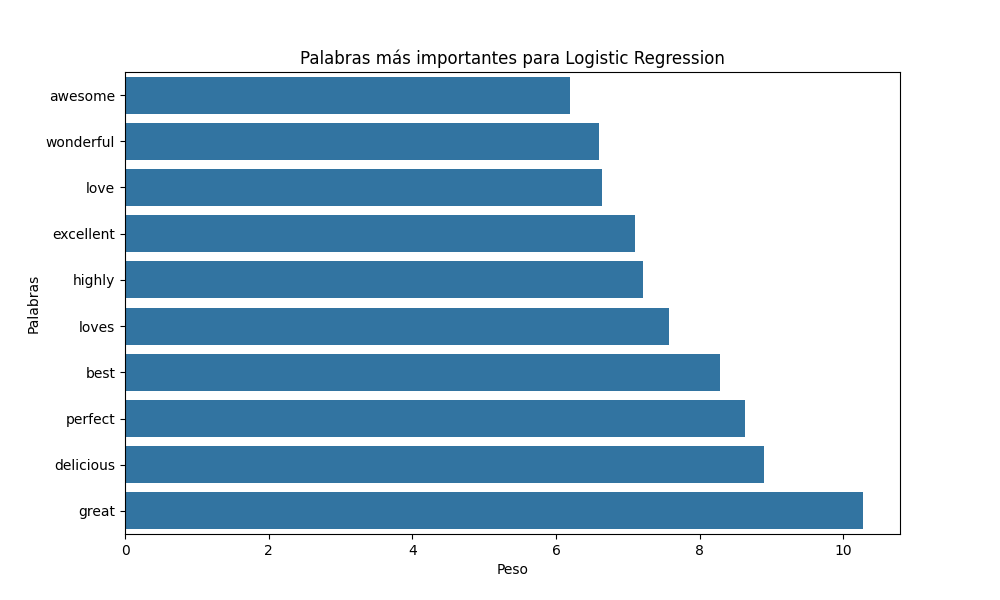 Palabras más importantes para Logistic Regression
awesome
wonderful
love
excellent
highly
loves
best
perfect
delicious
great
Palabras
0 2 4 6 8 10
Peso